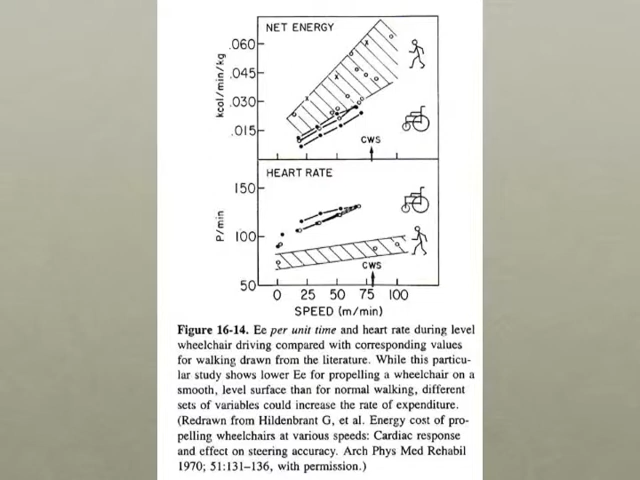 NET ENERGY
.060
.045
.030
.015
kcol/min/kg
CWS
HEART RATE
150
100
50
P/min
CWS
0 25 50 75 100
SPEED (m/min)
Figure 16-14. Ee per unit time and heart rate during level
wheelchair driving compared with corresponding values
for walking drawn from the literature. While this particu-
lar study shows lower Ee for propelling a wheelchair on a
smooth, level surface than for normal walking, different
sets of variables could increase the rate of expenditure.
(Redrawn from Hildenbrant G, et al. Energy cost of pro-
pelling wheelchairs at various speeds: Cardiac response
and effect on steering accuracy. Arch Phys Med Rehabil
1970; 51:131–136, with permission.)